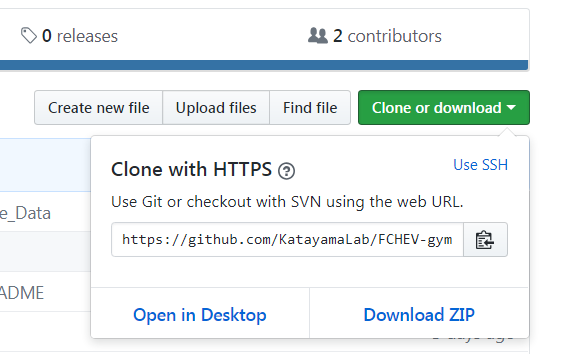 0 releases
2 contributors
Create new file
Upload files
Find file
Clone or download
Clone with HTTPS
Use SSH
Use Git or checkout with SVN using the web URL.
https://github.com/KatayamaLab/FCHEV-gym
e_Data
ADME
Open in Desktop
Download ZIP
days ago